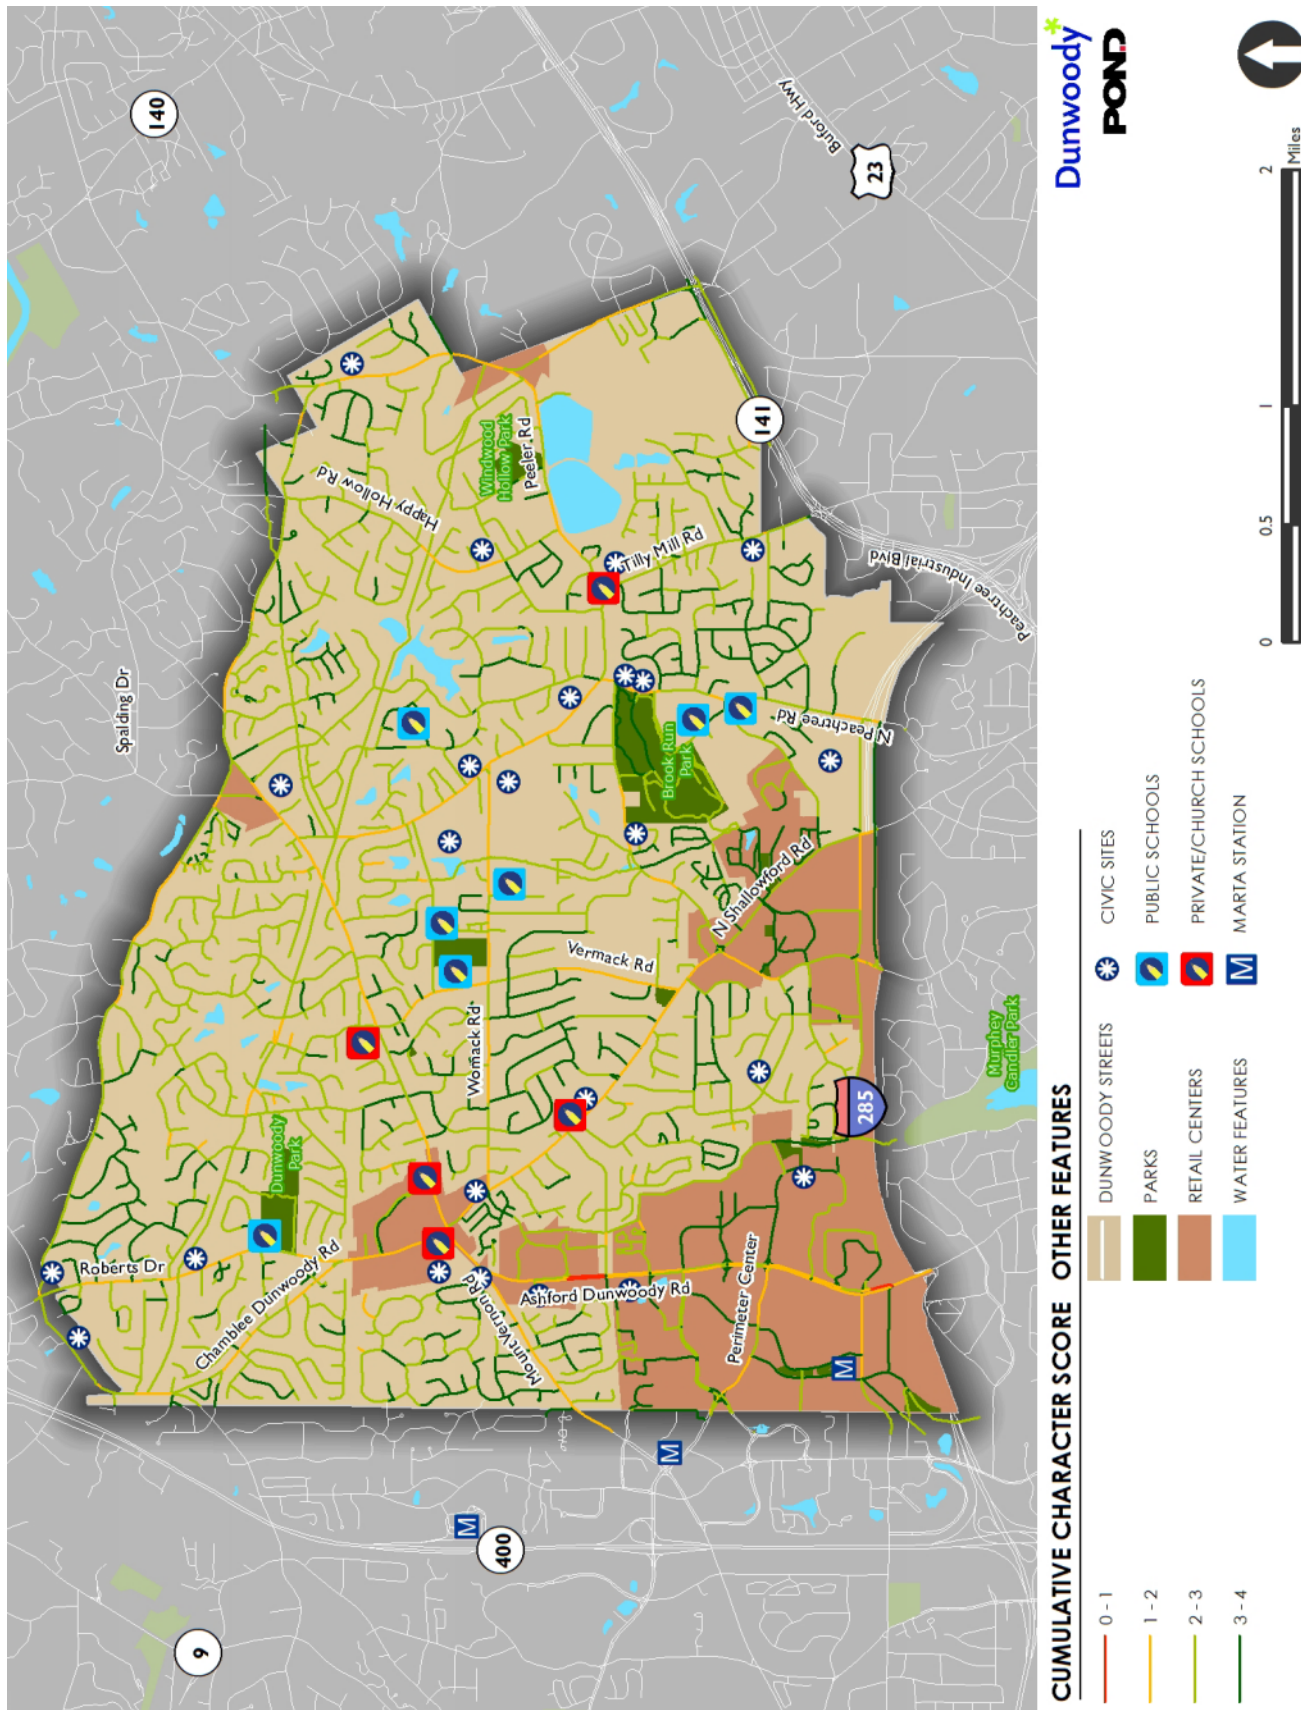 140
Spalding Dr
9
400
M
M
M
Roberts Dr
Chamblee Dunwoody Rd
Dunwoody
Park
Mount Vernon Rd
Womack Rd
Vermack Rd
Ashford Dunwoody Rd
Perimeter Center
N Shallowford Rd
Brook Run
Park
N Peachtree Rd
Happy Hollow Rd
Windwood
Hollow Park
Peeler Rd
Tilly Mill Rd
141
Buford Hwy
23
Peachtree Industrial Blvd
285
Murphey
Candler Park
CUMULATIVE CHARACTER SCORE
0 - 1
1 - 2
2 - 3
3 - 4
OTHER FEATURES
DUNWOODY STREETS
PARKS
RETAIL CENTERS
WATER FEATURES
CIVIC SITES
PUBLIC SCHOOLS
PRIVATE/CHURCH SCHOOLS
M MARTA STATION
0 0.5 1 2
Miles
Dunwoody*
POND